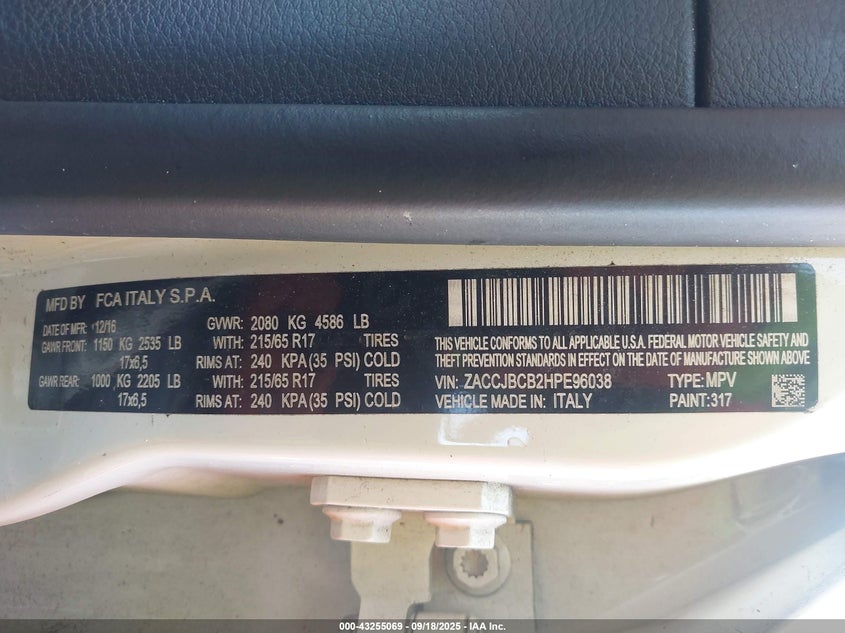 MFD BY FCA ITALY S.P.A.
DATE OF MFR: 12/16 GVWR: 2080 KG 4586 LB
GAWR FRONT: 1150 KG 2535 LB WITH: 215/65 R17 TIRES
17x6,5 RIMS AT: 240 KPA (35 PSI) COLD
GAWR REAR: 1000 KG 2205 LB WITH: 215/65 R17 TIRES
17x6,5 RIMS AT: 240 KPA (35 PSI) COLD
THIS VEHICLE CONFORMS TO ALL APPLICABLE U.S.A. FEDERAL MOTOR VEHICLE SAFETY AND
THEFT PREVENTION STANDARDS IN EFFECT ON THE DATE OF MANUFACTURE SHOWN ABOVE
VIN: ZACCJBCB2HPE96038 TYPE: MPV
VEHICLE MADE IN: ITALY PAINT: 317
000-43255069 - 09/18/2025 - IAA Inc.